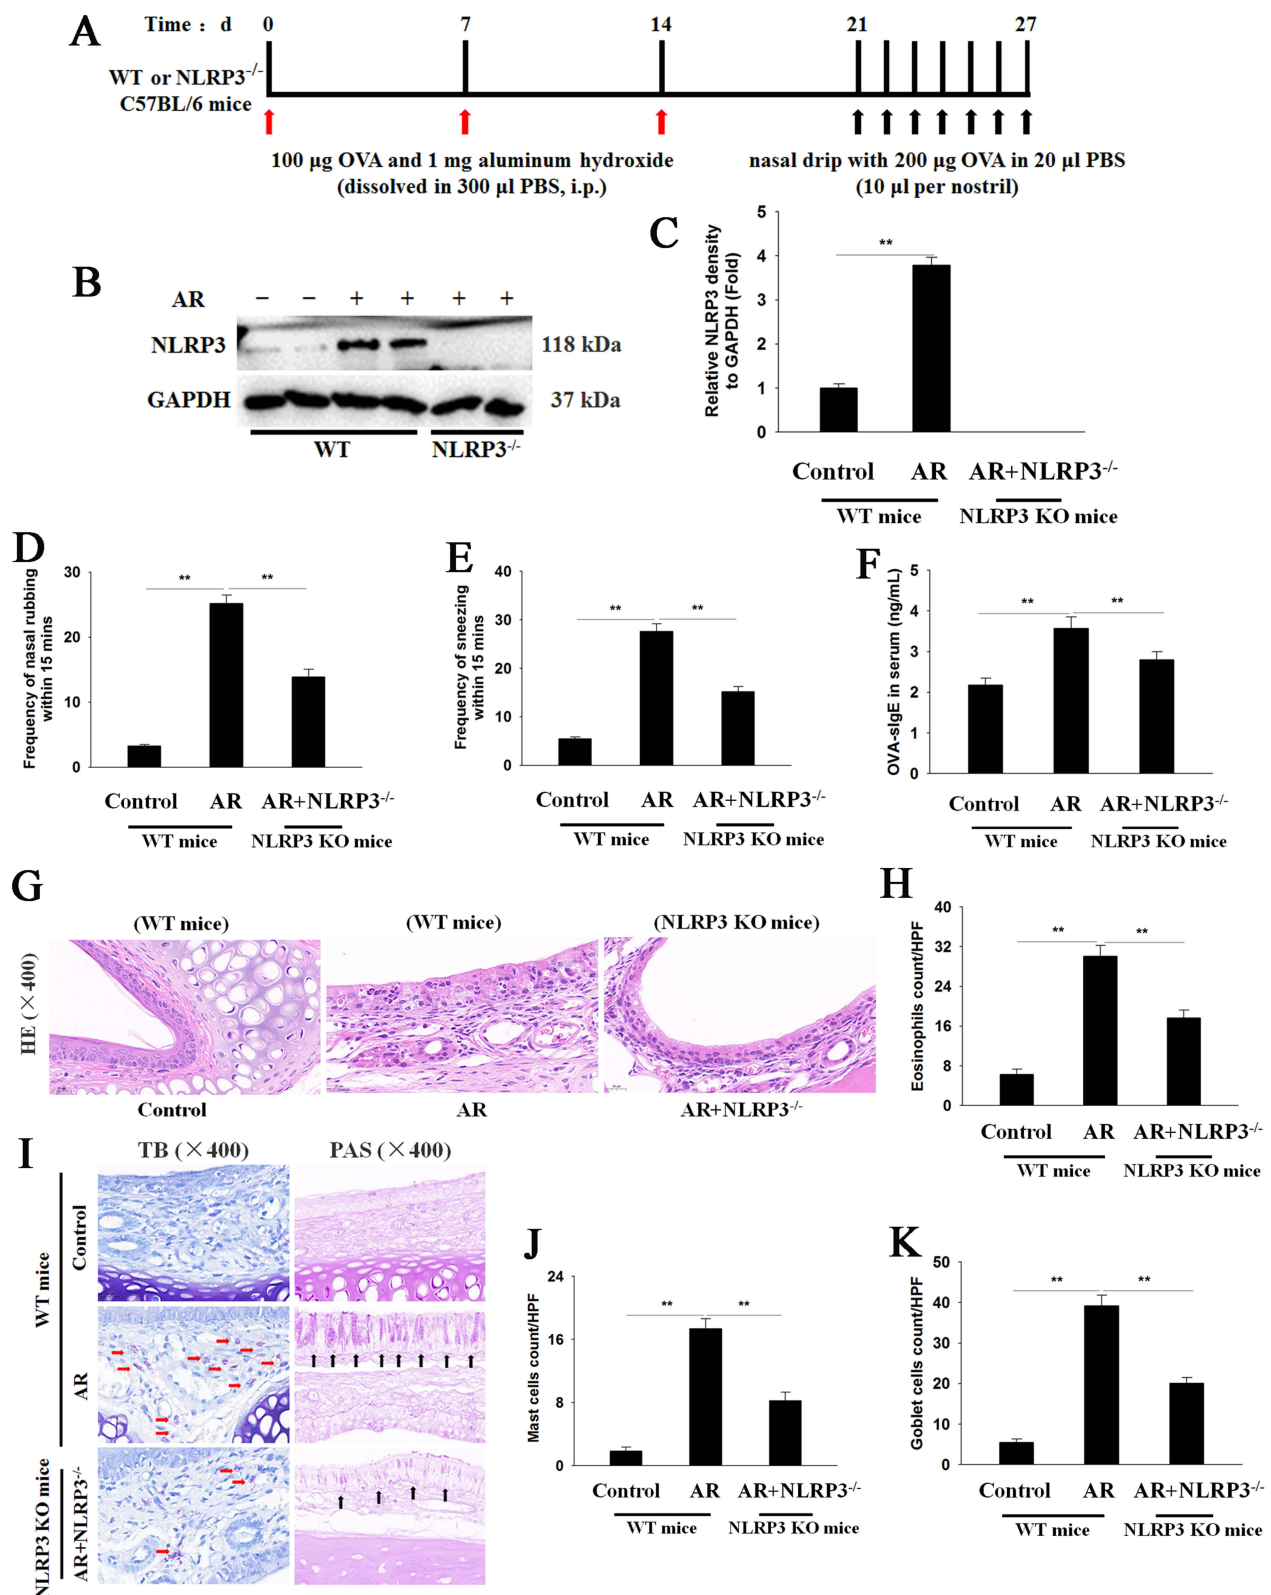 A
Time : d 0 7 14 21 27
WT or NLRP3-/-
C57BL/6 mice
100 μg OVA and 1 mg aluminum hydroxide
(dissolved in 300 μl PBS, i.p.)
nasal drip with 200 μg OVA in 20 μl PBS
(10 μl per nostril)
B
AR − − + + + +
NLRP3 118 kDa
GAPDH 37 kDa
WT NLRP3-/-
C
Relative NLRP3 density
to GAPDH (Fold)
5
4
3
2
1
0
**
Control AR AR+NLRP3-/-
WT mice NLRP3 KO mice
D
Frequency of nasal rubbing
within 15 mins
30
20
10
0
** **
Control AR AR+NLRP3-/-
WT mice NLRP3 KO mice
E
Frequency of sneezing
within 15 mins
40
30
20
10
0
** **
Control AR AR+NLRP3-/-
WT mice NLRP3 KO mice
F
OVA-sIgE in serum (ng/mL)
5
4
3
2
1
0
** **
Control AR AR+NLRP3-/-
WT mice NLRP3 KO mice
G
(WT mice) (WT mice) (NLRP3 KO mice)
HE (×400)
Control AR AR+NLRP3-/-
H
Eosinophils count/HPF
40
32
24
16
8
0
** **
Control AR AR+NLRP3-/-
WT mice NLRP3 KO mice
I
TB (×400) PAS (×400)
WT mice
Control
AR
NLRP3 KO mice
AR+NLRP3-/-
J
Mast cells count/HPF
24
16
8
0
** **
Control AR AR+NLRP3-/-
WT mice NLRP3 KO mice
K
Goblet cells count/HPF
50
40
30
20
10
0
** **
Control AR AR+NLRP3-/-
WT mice NLRP3 KO mice